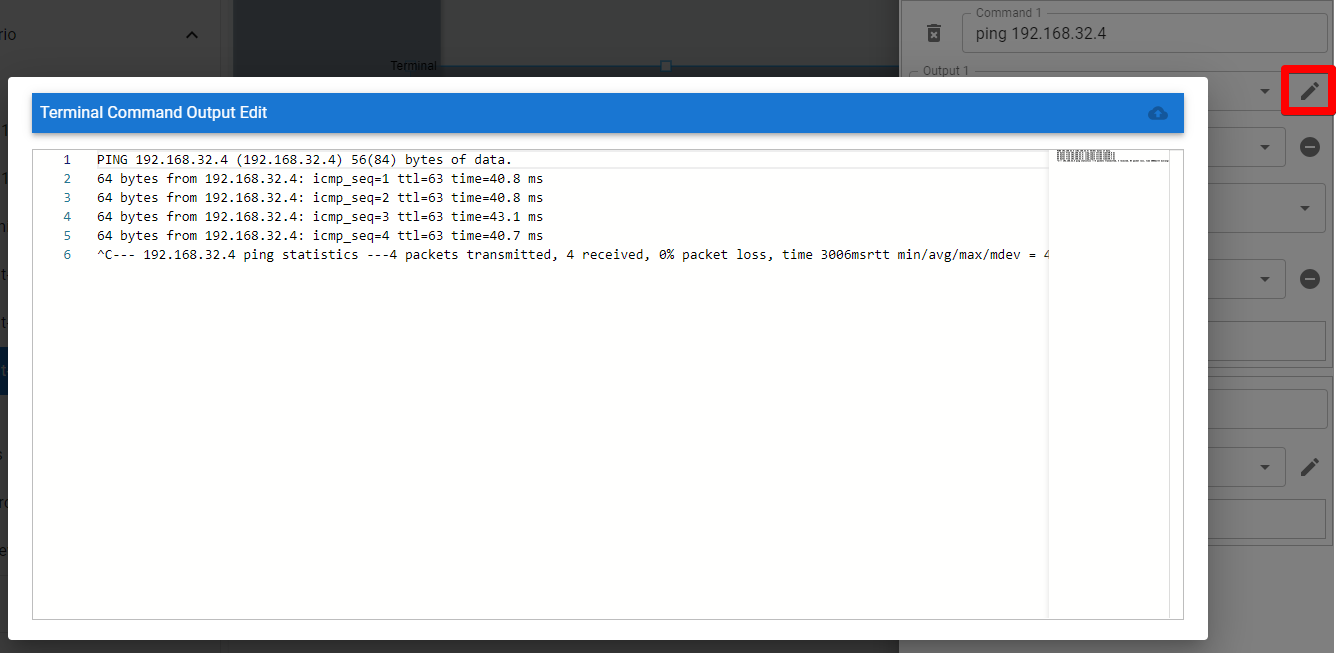 Command 1
ping 192.168.32.4
Terminal
Output 1
Terminal Command Output Edit
1 PING 192.168.32.4 (192.168.32.4) 56(84) bytes of data.
2 64 bytes from 192.168.32.4: icmp_seq=1 ttl=63 time=40.8 ms
3 64 bytes from 192.168.32.4: icmp_seq=2 ttl=63 time=40.8 ms
4 64 bytes from 192.168.32.4: icmp_seq=3 ttl=63 time=43.1 ms
5 64 bytes from 192.168.32.4: icmp_seq=4 ttl=63 time=40.7 ms
6 ^C--- 192.168.32.4 ping statistics ---4 packets transmitted, 4 received, 0% packet loss, time 3006msrtt min/avg/max/mdev = 4